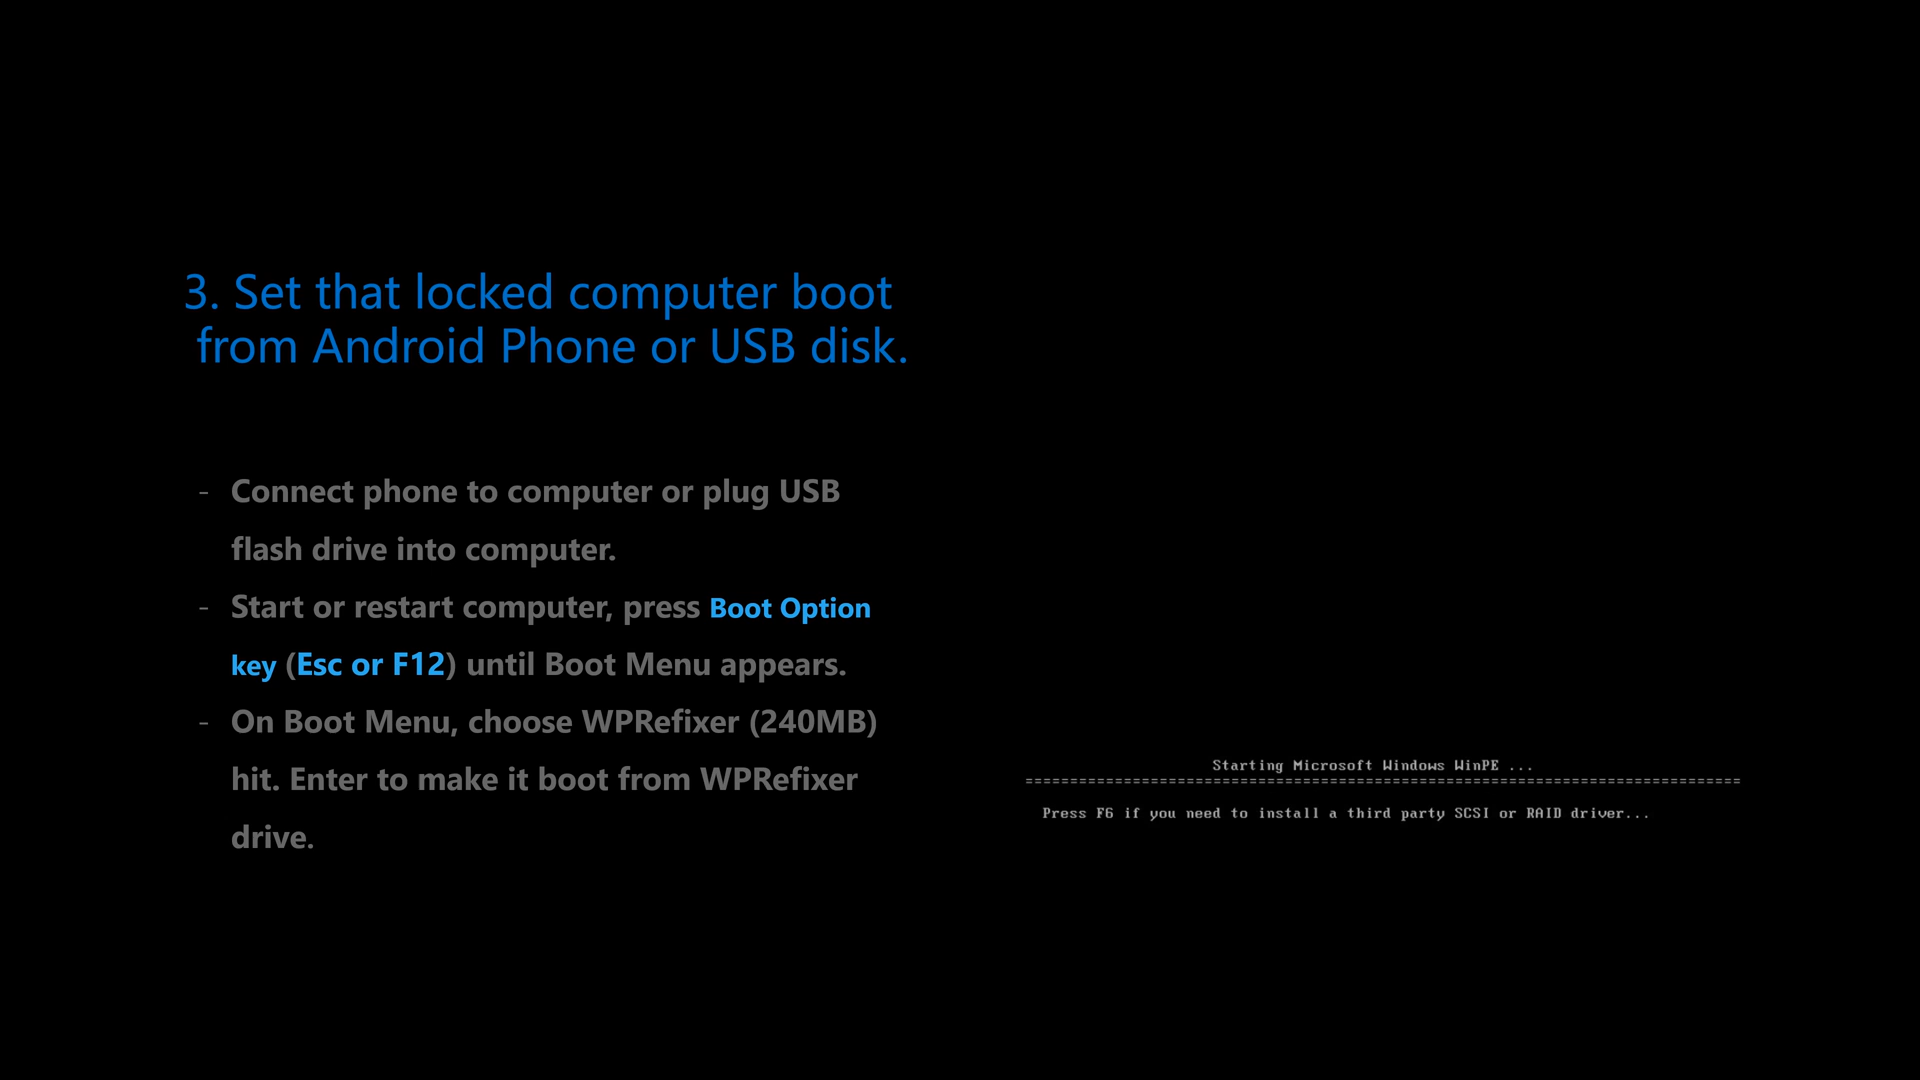 3. Set that locked computer boot
from Android Phone or USB disk.
- Connect phone to computer or plug USB
flash drive into computer.
- Start or restart computer, press Boot Option
key (Esc or F12) until Boot Menu appears.
- On Boot Menu, choose WPRefixer (240MB)
hit. Enter to make it boot from WPRefixer
drive.
Starting Microsoft Windows WinPE ...
================================================================================
Press F6 if you need to install a third party SCSI or RAID driver...